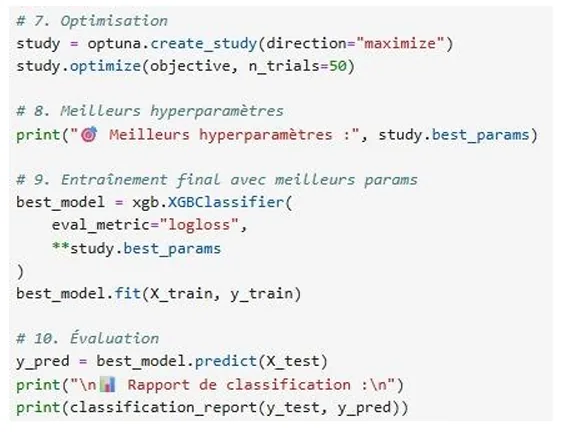 # 7. Optimisation
study = optuna.create_study(direction="maximize")
study.optimize(objective, n_trials=50)
# 8. Meilleurs hyperparamètres
print("🎯 Meilleurs hyperparamètres :", study.best_params)
# 9. Entraînement final avec meilleurs params
best_model = xgb.XGBClassifier(
    eval_metric="logloss",
    **study.best_params
)
best_model.fit(X_train, y_train)
# 10. Évaluation
y_pred = best_model.predict(X_test)
print("\n📊 Rapport de classification :\n")
print(classification_report(y_test, y_pred))